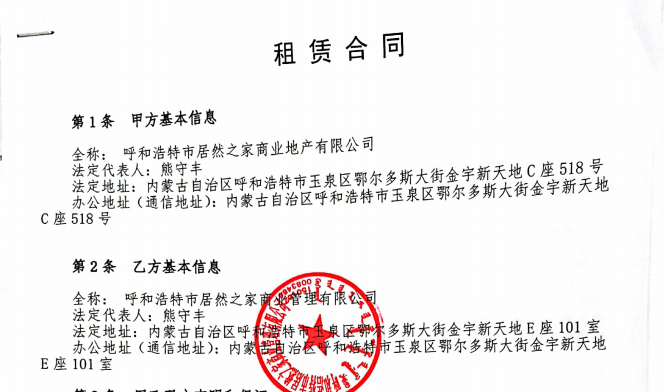 租赁合同
第1条 甲方基本信息
全称： 呼和浩特市居然之家商业地产有限公司
法定代表人：熊守丰
法定地址：内蒙古自治区呼和浩特市玉泉区鄂尔多斯大街金宇新天地C座518号
办公地址（通信地址）：内蒙古自治区呼和浩特市玉泉区鄂尔多斯大街金宇新天地
C座518号
第2条 乙方基本信息
全称： 呼和浩特市居然之家商业管理有限公司
法定代表人：熊守丰
法定地址：内蒙古自治区呼和浩特市玉泉区鄂尔多斯大街金宇新天地E座101室
办公地址（通信地址）：内蒙古自治区呼和浩特市玉泉区鄂尔多斯大街金宇新天地
E座101室